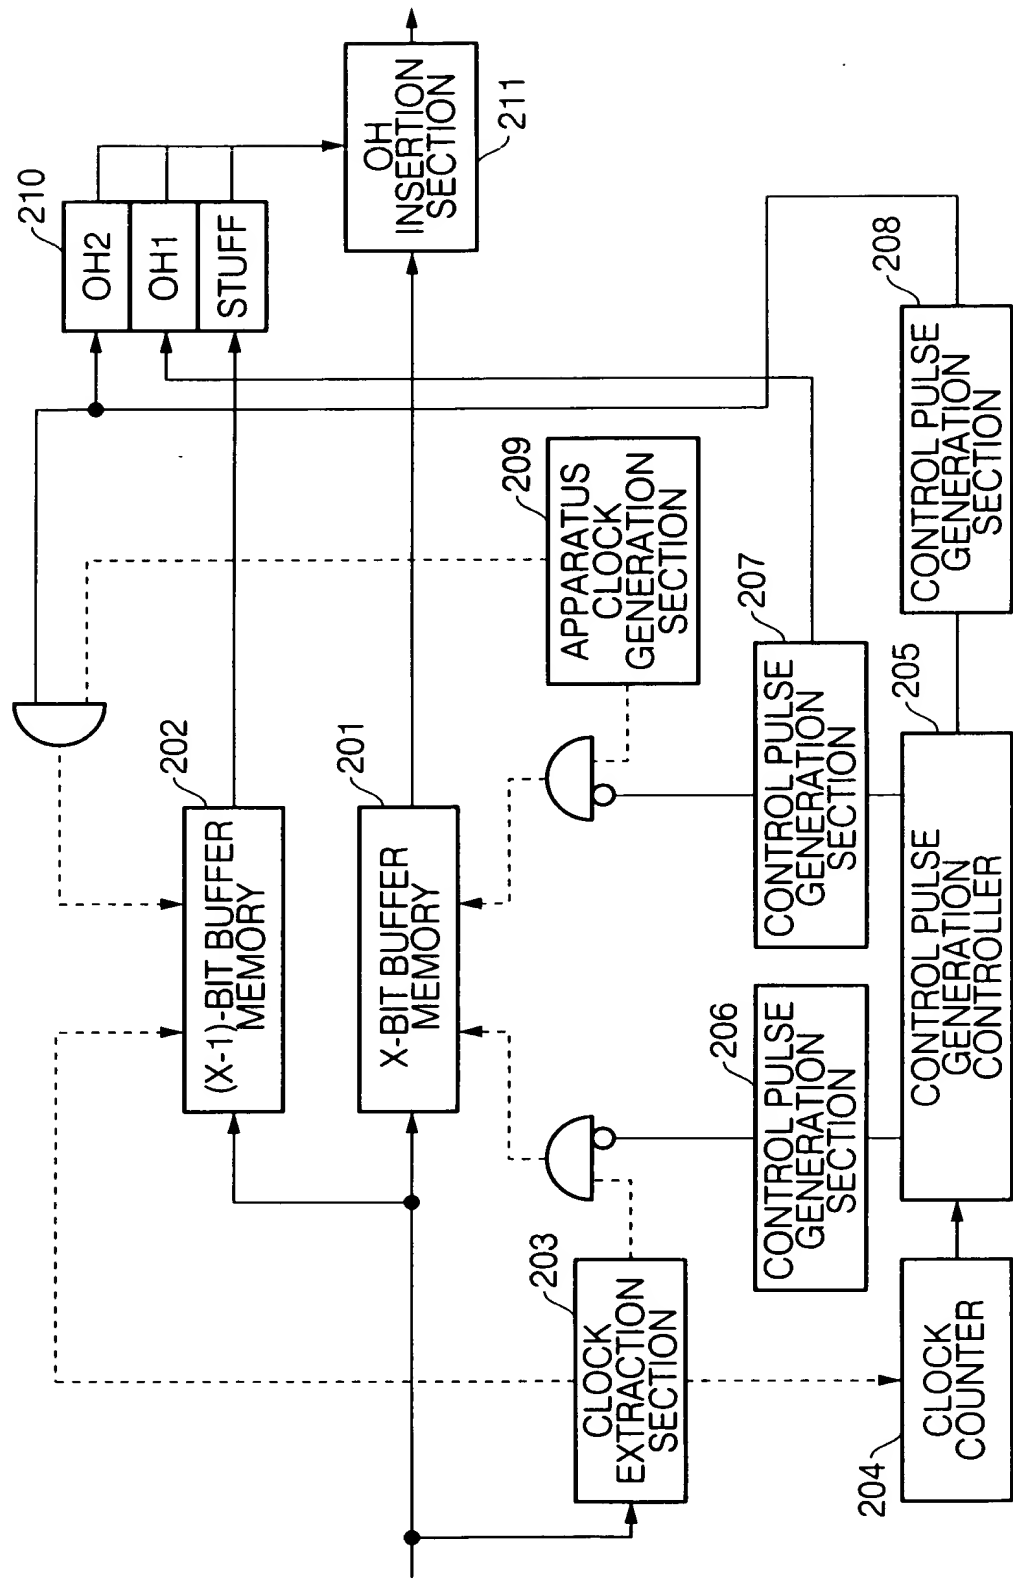 210
OH2
OH1
STUFF
OH
INSERTION
SECTION
211
202
(X-1)-BIT BUFFER
MEMORY
201
X-BIT BUFFER
MEMORY
209
APPARATUS
CLOCK
GENERATION
SECTION
203
CLOCK
EXTRACTION
SECTION
206
CONTROL PULSE
GENERATION
SECTION
207
CONTROL PULSE
GENERATION
SECTION
208
CONTROL PULSE
GENERATION
SECTION
204
CLOCK
COUNTER
205
CONTROL PULSE
GENERATION
CONTROLLER